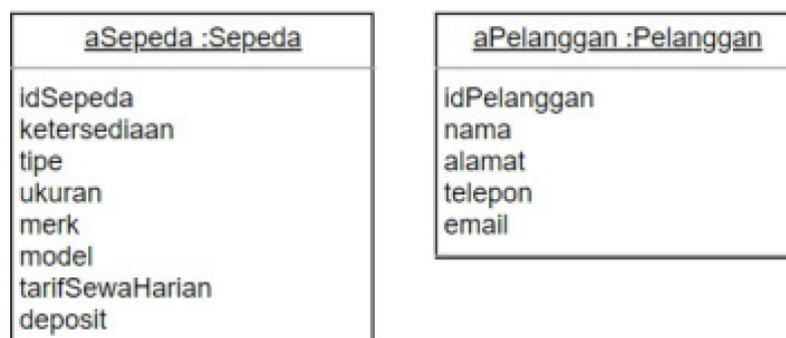 aSepeda :Sepeda
idSepeda
ketersediaan
tipe
ukuran
merk
model
tarifSewaHarian
deposit
aPelanggan :Pelanggan
idPelanggan
nama
alamat
telepon
email